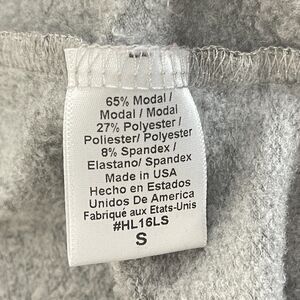 65% Modal /
Modal / Modal
27% Polyester /
Poliester/ Polyester
8% Spandex /
Elastano/ Spandex
Made in USA
Hecho en Estados
Unidos De America
Fabriqué aux Etats-Unis
#HL16LS
S